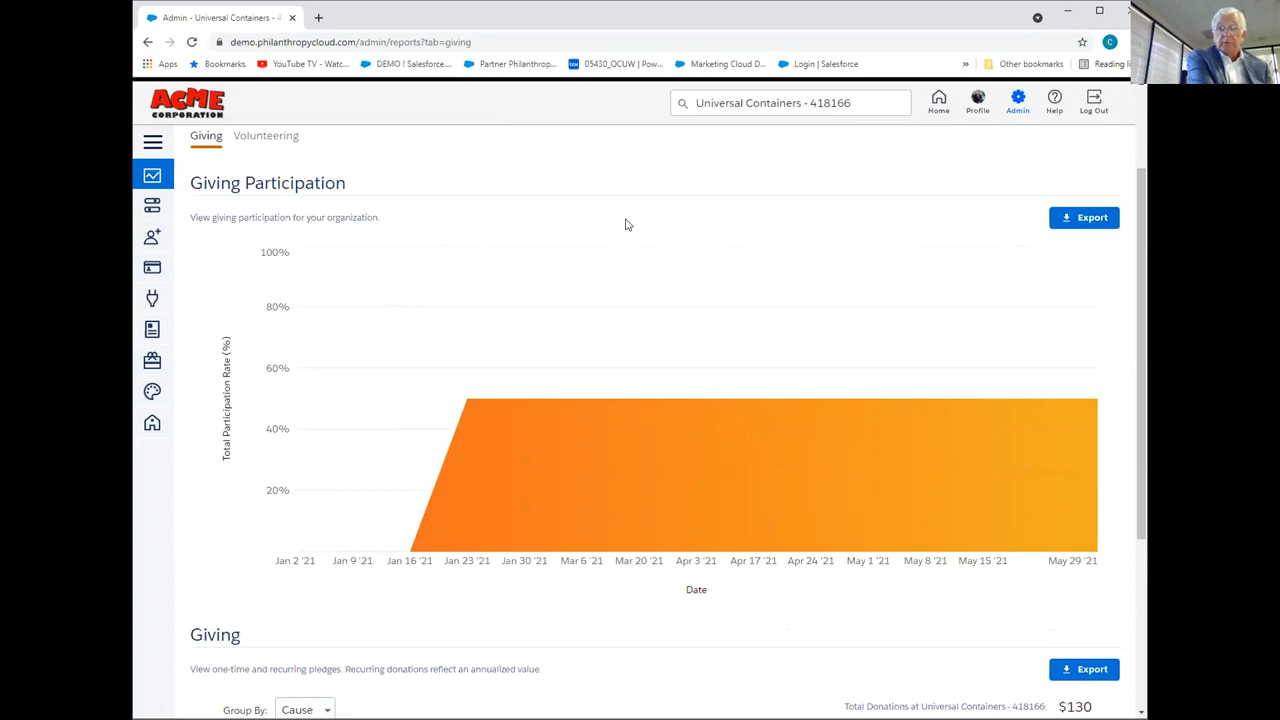 Admin - Universal Containers - 4
demo.philanthropycloud.com/admin/reports?tab=giving
Apps Bookmarks YouTube TV - Watc... DEMO ! Salesforce.... Partner Philanthrop... 05430_OCUW | Pow... Marketing Cloud D... Login | Salesforce » Other bookmarks Reading li
ACME
CORPORATION
Universal Containers - 418166
Home Profile Admin Help Log Out
Giving Volunteering
Giving Participation
View giving participation for your organization.
Export
100%
80%
60%
40%
20%
Total Participation Rate (%)
Jan 2 '21 Jan 9 '21 Jan 16 '21 Jan 23 '21 Jan 30 '21 Mar 6 '21 Mar 20 '21 Apr 3 '21 Apr 17 '21 Apr 24 '21 May 1 '21 May 8 '21 May 15 '21 May 29 '21
Date
Giving
View one-time and recurring pledges. Recurring donations reflect an annualized value.
Export
Group By: Cause
Total Donations at Universal Containers - 418166: $130